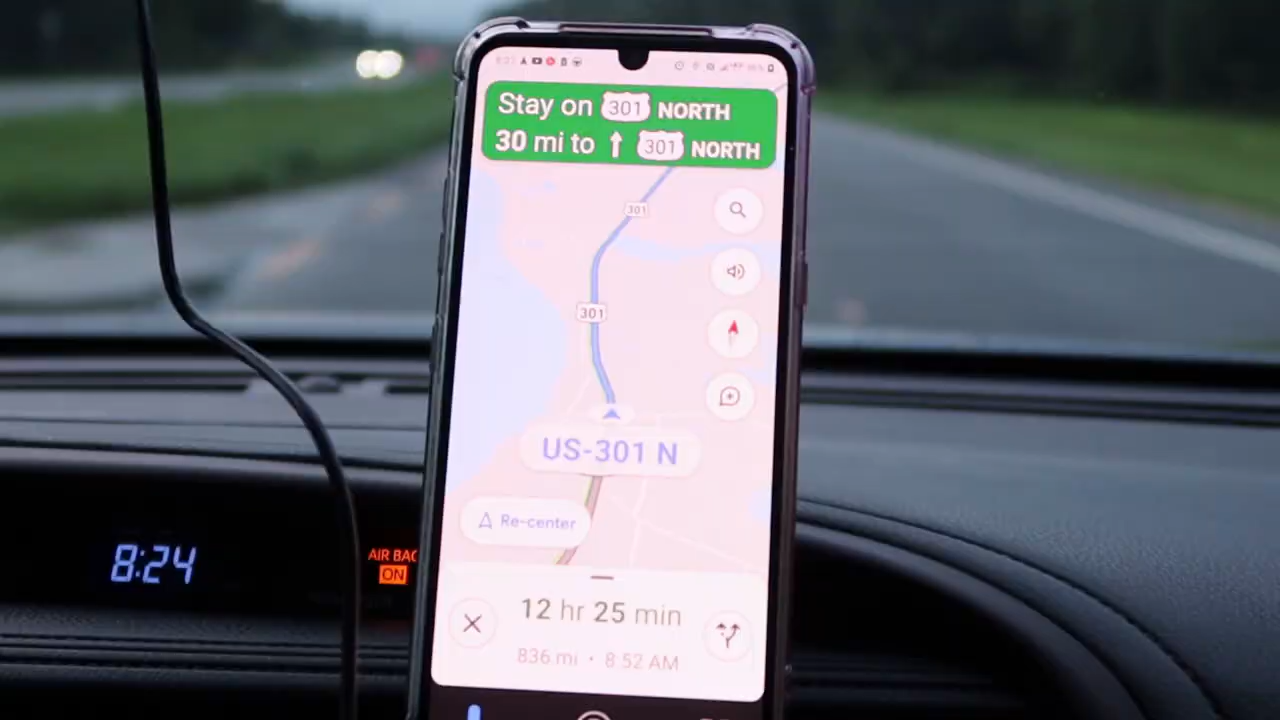 Stay on 301 NORTH
30 mi to ↑ 301 NORTH
301
301
US-301 N
Re-center
12 hr 25 min
836 mi • 8:52 AM
8:24
AIR BAG
ON